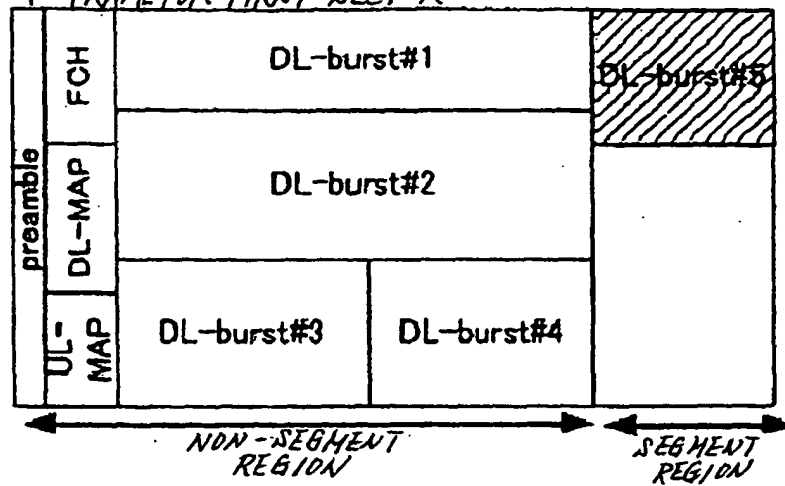 preamble
FCH
DL-MAP
UL-
MAP
DL-burst#1
DL-burst#2
DL-burst#3
DL-burst#4
DL-burst#5
NON-SEGMENT
REGION
SEGMENT
REGION